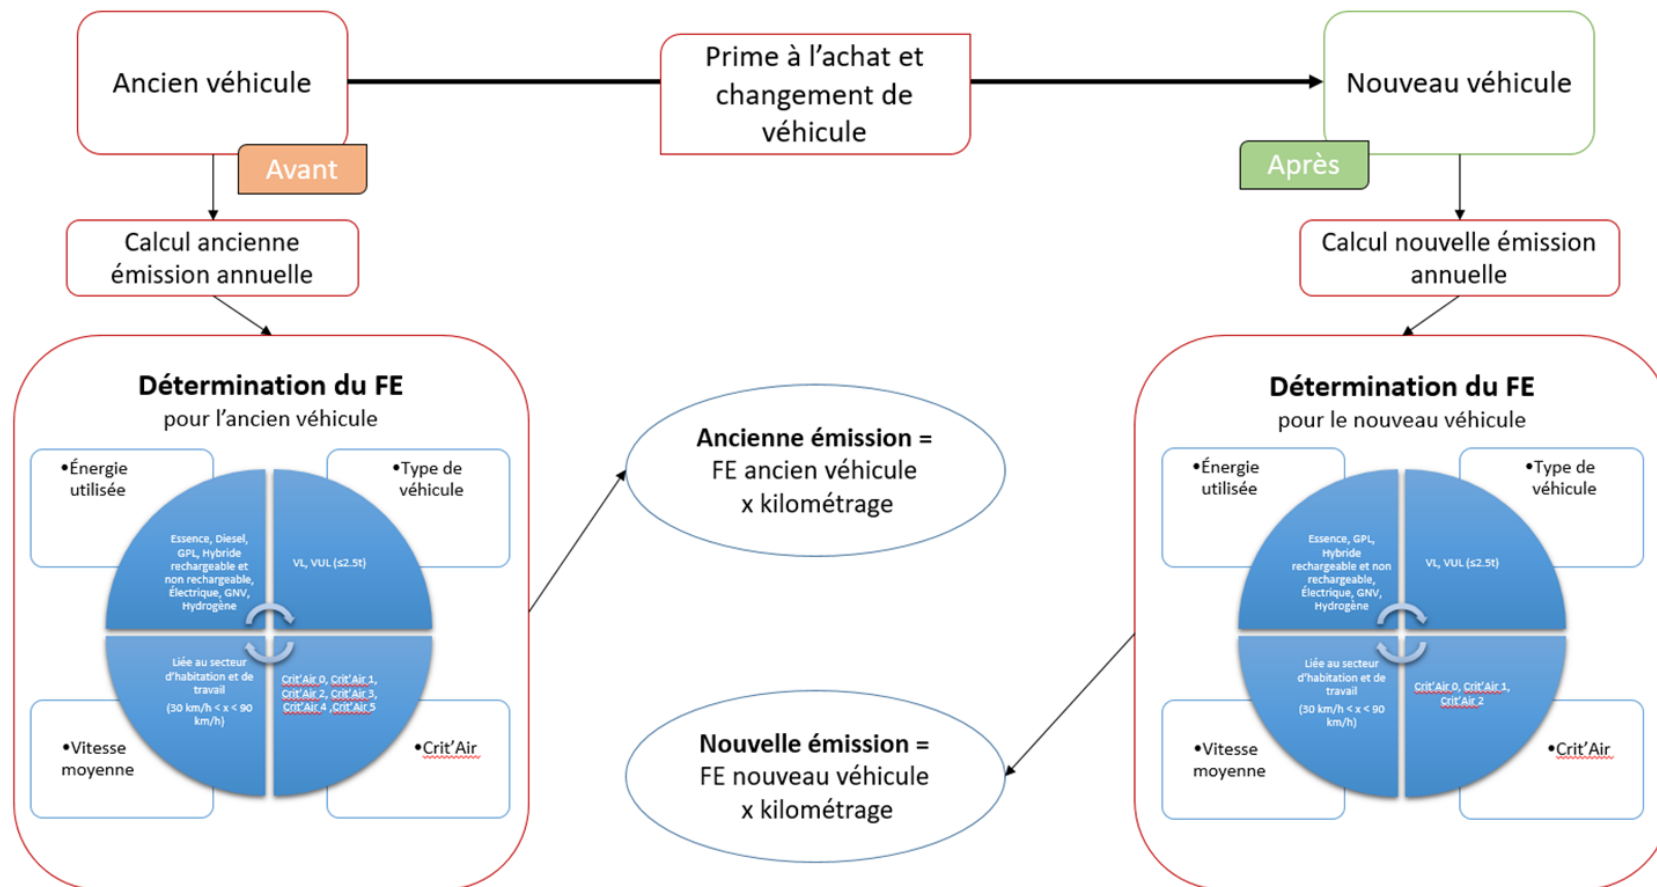 Ancien véhicule
Prime à l’achat et
changement de
véhicule
Nouveau véhicule
Avant
Après
Calcul ancienne
émission annuelle
Calcul nouvelle émission
annuelle
Détermination du FE
pour l’ancien véhicule
•Énergie
utilisée
•Type de
véhicule
Essence, Diesel,
GPL, Hybride
rechargeable et
non rechargeable,
Électrique, GNV,
Hydrogène
VL, VUL (≤2.5t)
Liée au secteur
d’habitation et de
travail
(30 km/h < x < 90
km/h)
Crit’Air 0, Crit’Air 1,
Crit’Air 2, Crit’Air 3,
Crit’Air 4 ,Crit’Air 5
•Vitesse
moyenne
•Crit’Air
Ancienne émission =
FE ancien véhicule
x kilométrage
Nouvelle émission =
FE nouveau véhicule
x kilométrage
Détermination du FE
pour le nouveau véhicule
•Énergie
utilisée
•Type de
véhicule
Essence, GPL,
Hybride
rechargeable et non
rechargeable,
Électrique, GNV,
Hydrogène
VL, VUL (≤2.5t)
Liée au secteur
d’habitation et de
travail
(30 km/h < x < 90
km/h)
Crit’Air 0, Crit’Air 1,
Crit’Air 2
•Vitesse
moyenne
•Crit’Air